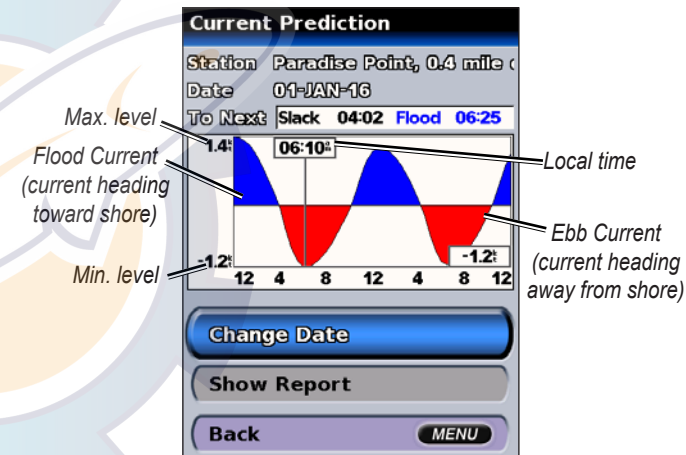 Current Prediction
Station Paradise Point, 0.4 mile
Date 01-JAN-16
To Next Slack 04:02 Flood 06:25
Max. level
1.4
06:10
Local time
Flood Current
(current heading
toward shore)
Ebb Current
(current heading
away from shore)
Min. level
-1.2
-1.2
12 4 8 12 4 8 12
Change Date
Show Report
Back MENU